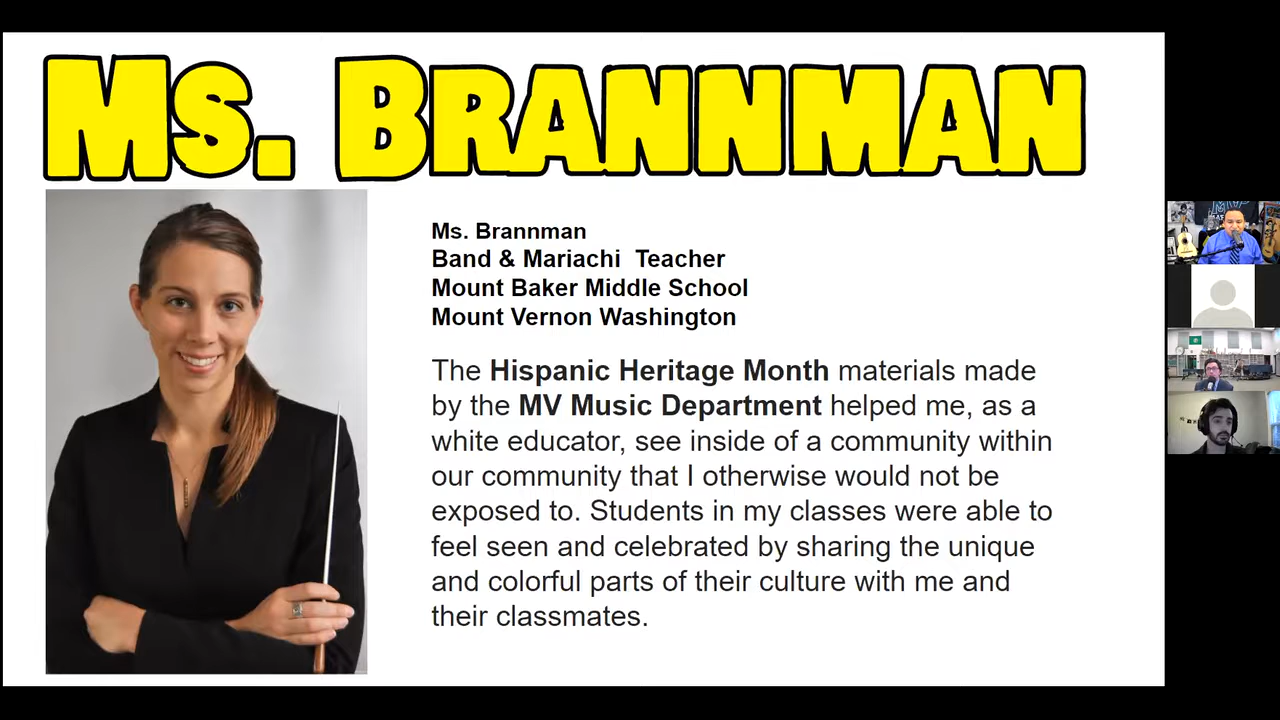 Ms. Brannman
Ms. Brannman
Band & Mariachi  Teacher
Mount Baker Middle School
Mount Vernon Washington
The Hispanic Heritage Month materials made
by the MV Music Department helped me, as a
white educator, see inside of a community within
our community that I otherwise would not be
exposed to. Students in my classes were able to
feel seen and celebrated by sharing the unique
and colorful parts of their culture with me and
their classmates.